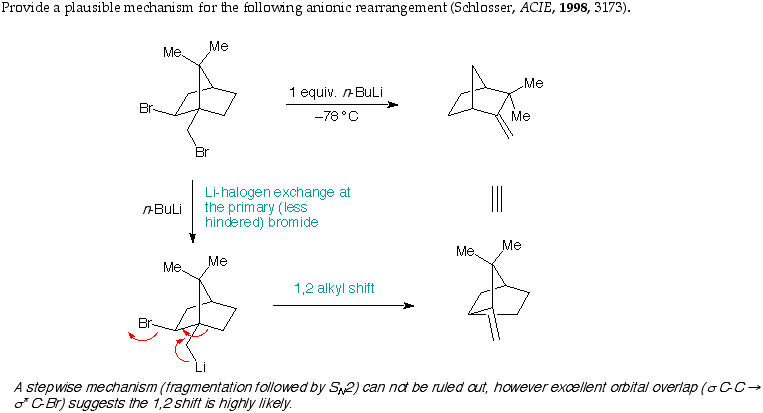 Provide a plausible mechanism for the following anionic rearrangement (Schlosser, ACIE, 1998, 3173).
Me Me
Br
Br
1 equiv. n-BuLi
–78 °C
Me
Me
n-BuLi
Li-halogen exchange at
the primary (less
hindered) bromide
Me Me
Br
Li
1,2 alkyl shift
Me Me
A stepwise mechanism (fragmentation followed by SN2) can not be ruled out, however excellent orbital overlap (σ C-C →
σ* C-Br) suggests the 1,2 shift is highly likely.